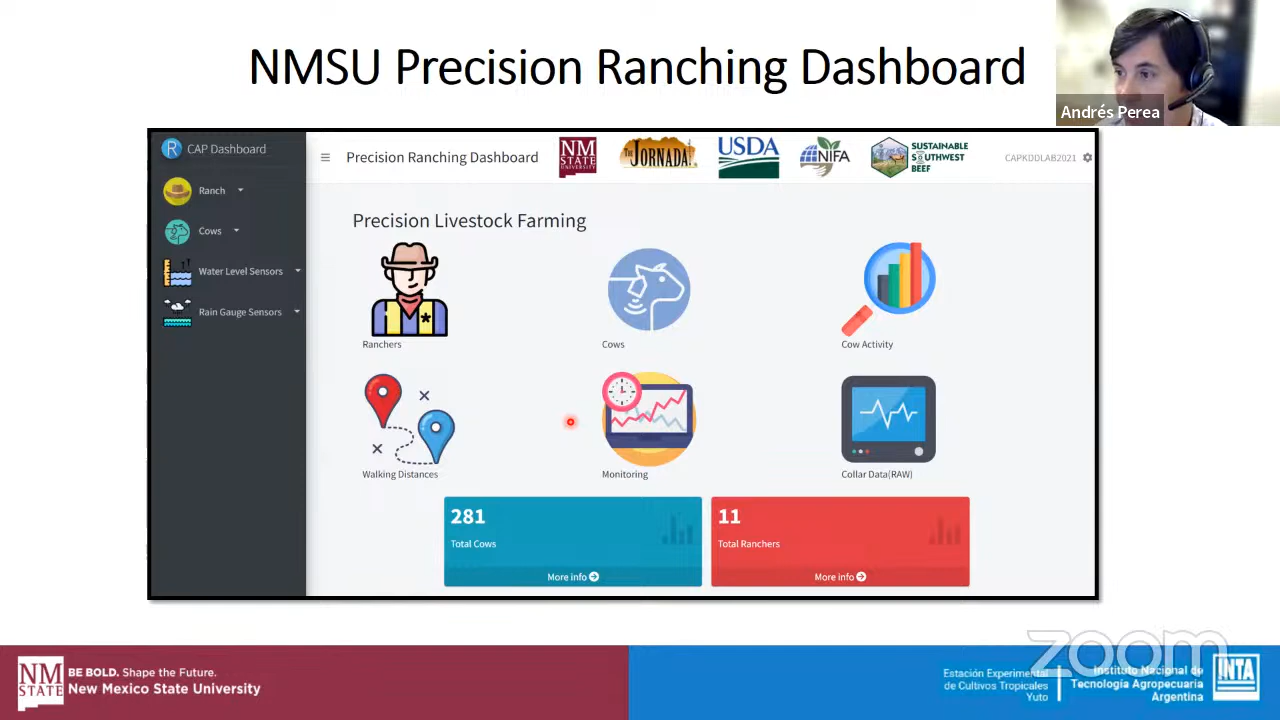 NMSU Precision Ranching Dashboard
Andrés Perea
CAP Dashboard
Ranch
Cows
Water Level Sensors
Rain Gauge Sensors
Precision Ranching Dashboard
NM
STATE
UNIVERSITY
THE JORNADA!
USDA
NIFA
SUSTAINABLE
SOUTHWEST
BEEF
CAPKDDLAB2021
Precision Livestock Farming
Ranchers
Cows
Cow Activity
Walking Distances
Monitoring
Collar Data(RAW)
281
Total Cows
More info
11
Total Ranchers
More info
NM
STATE
BE BOLD. Shape the Future.
New Mexico State University
zoom
Estación Experimental
de Cultivos Tropicales
Yuto
Instituto Nacional de
Tecnología Agropecuaria
Argentina
INTA